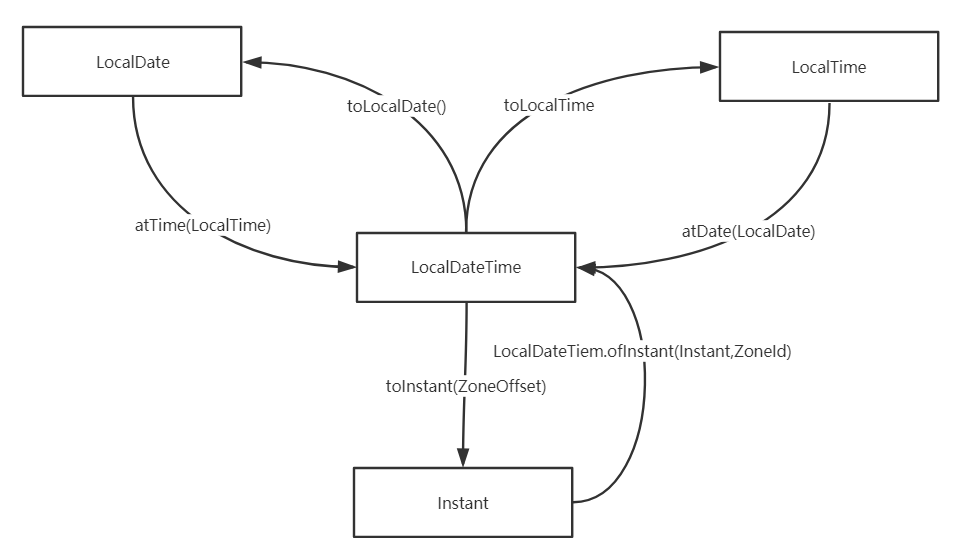 LocalDate
LocalTime
toLocalDate()
toLocalTime
atTime(LocalTime)
atDate(LocalDate)
LocalDateTime
LocalDateTiem.ofInstant(Instant,ZoneId)
toInstant(ZoneOffset)
Instant